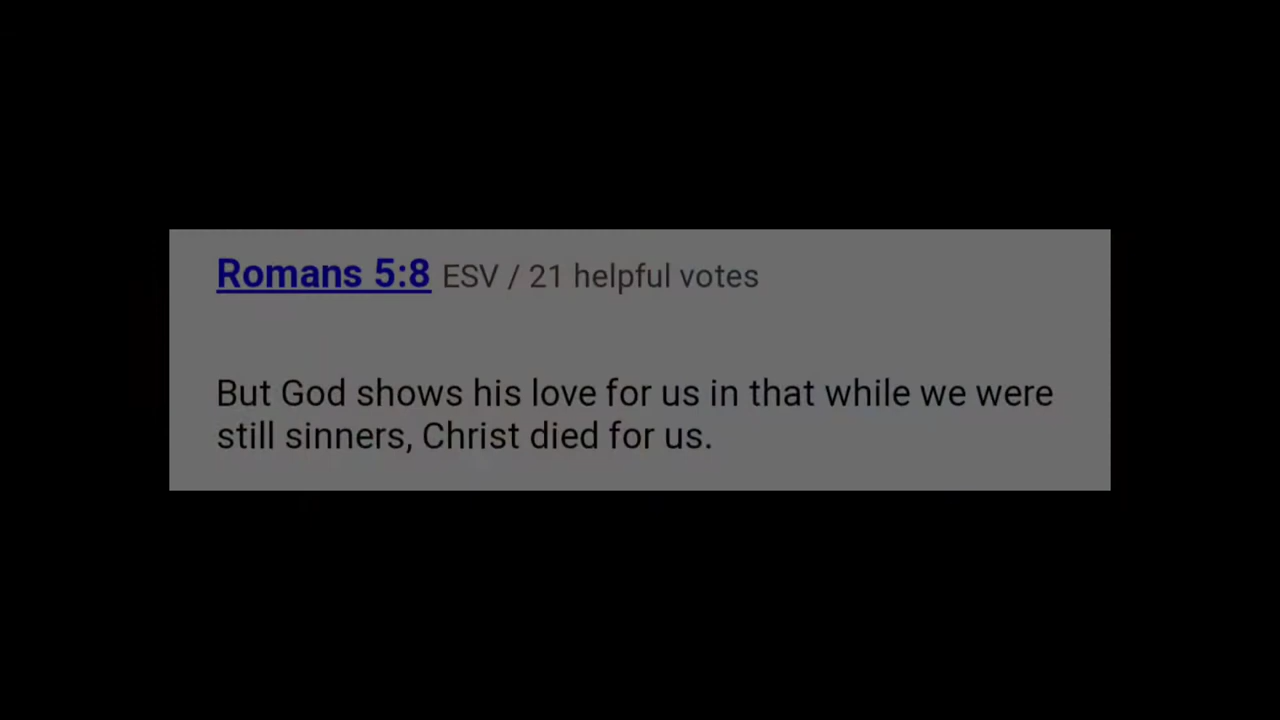 Romans 5:8 ESV / 21 helpful votes
But God shows his love for us in that while we were
still sinners, Christ died for us.